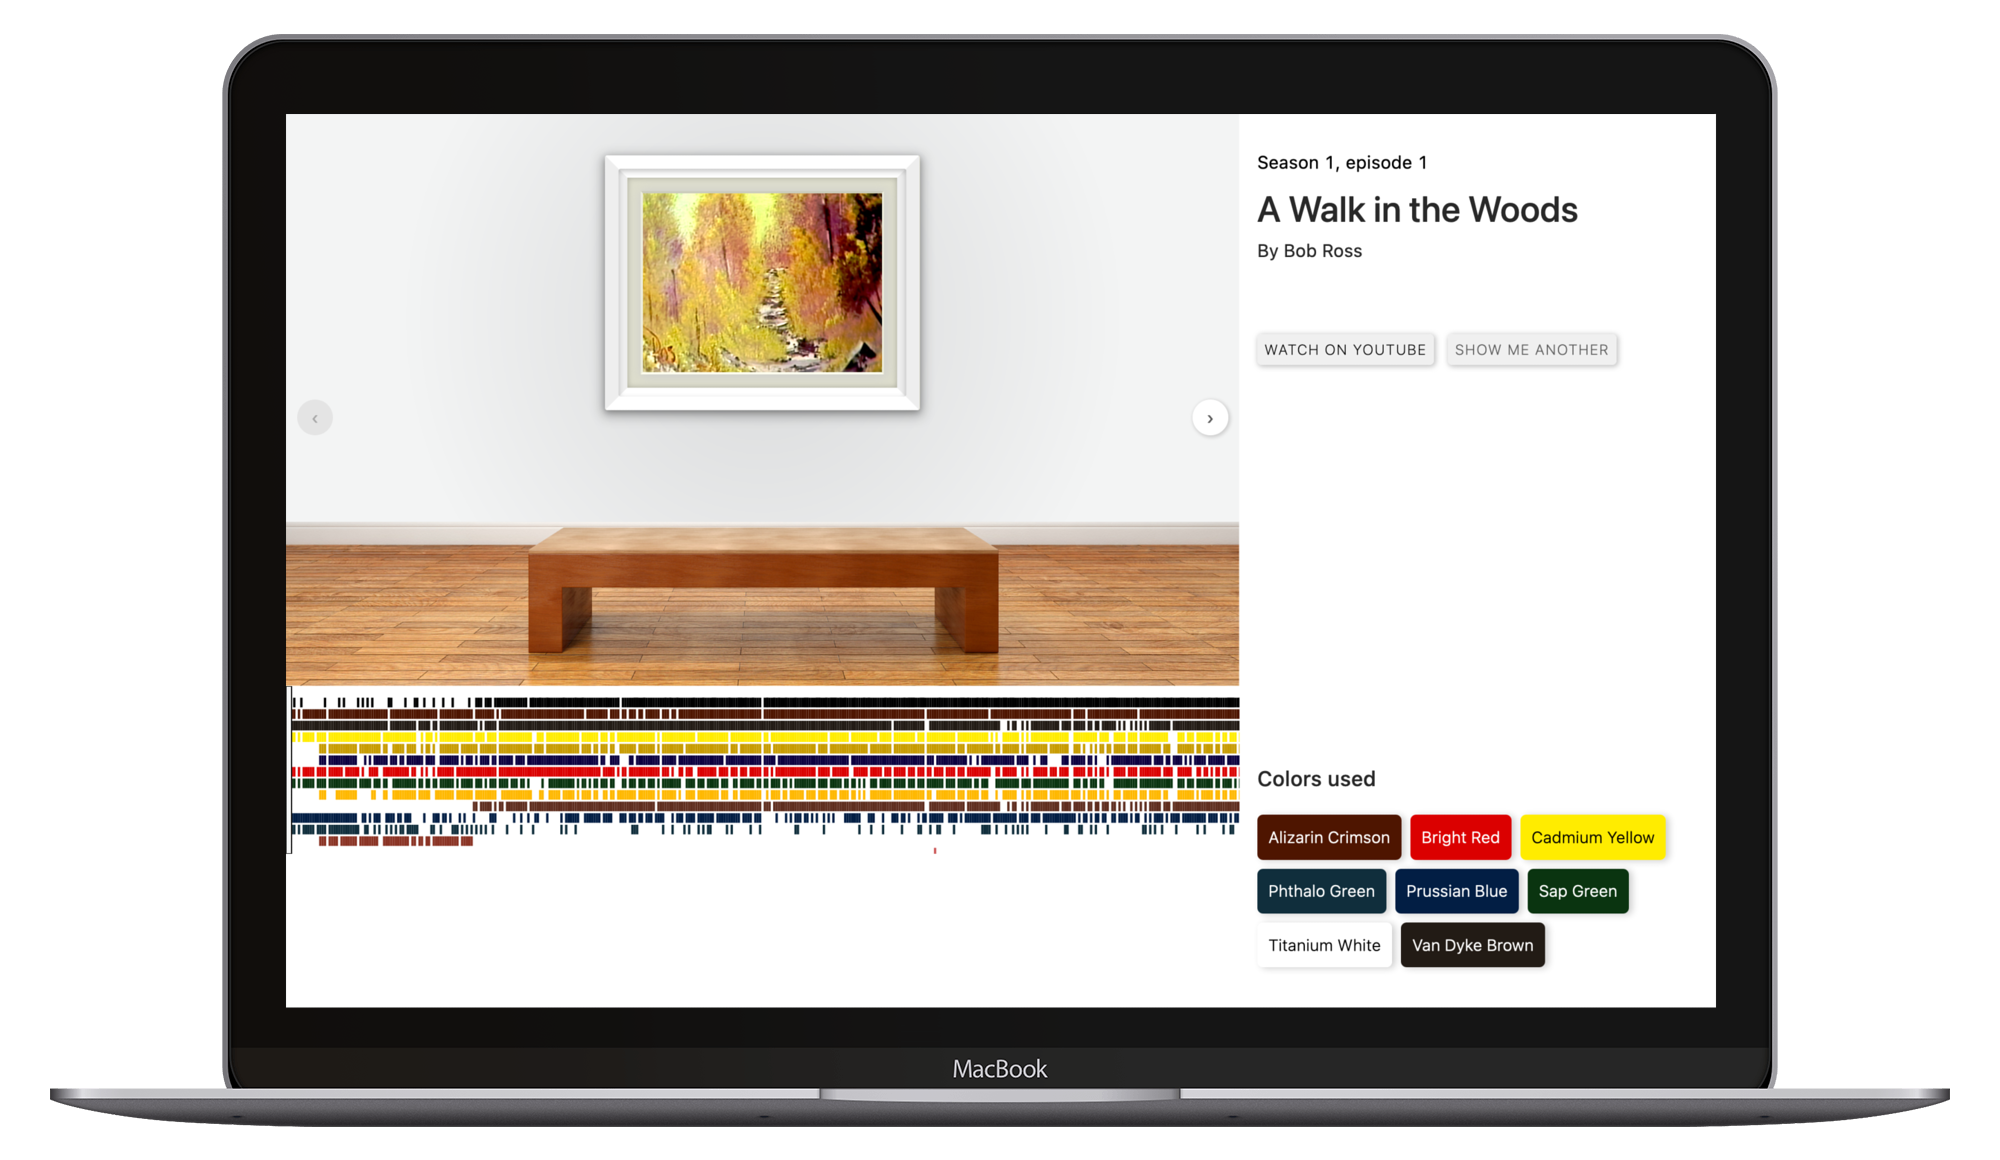 Season 1, episode 1
A Walk in the Woods
By Bob Ross
WATCH ON YOUTUBE SHOW ME ANOTHER
‹ ›
Colors used
Alizarin Crimson Bright Red Cadmium Yellow
Phthalo Green Prussian Blue Sap Green
Titanium White Van Dyke Brown
MacBook